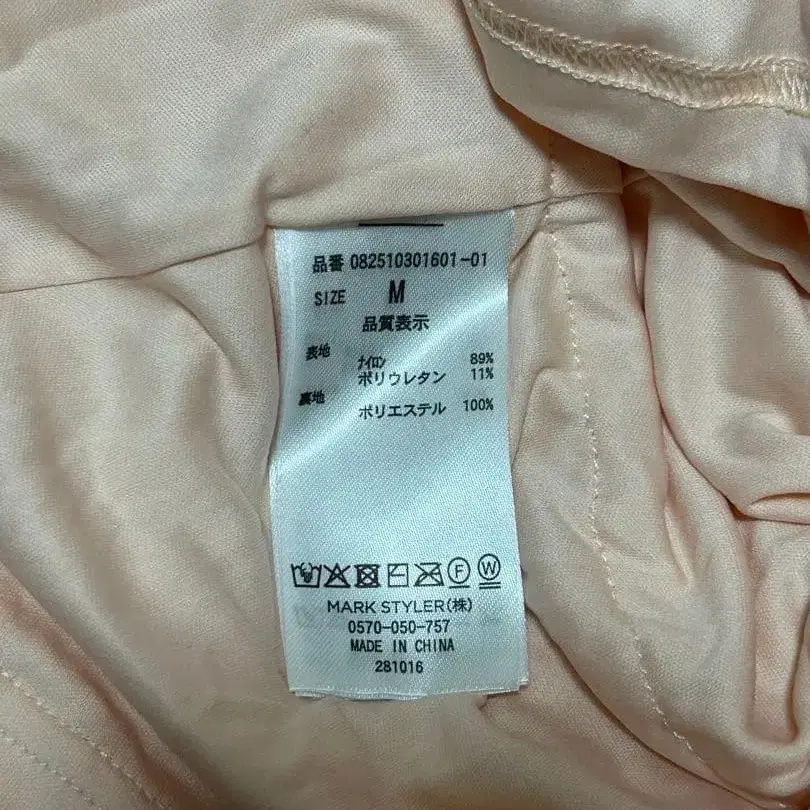 品番 082510301601-01
SIZE M
品質表示
表地 ﾅｲﾛﾝ 89%
ポリウレタン 11%
裏地 ポリエステル 100%
F W
MARK STYLER(株)
0570-050-757
MADE IN CHINA
281016